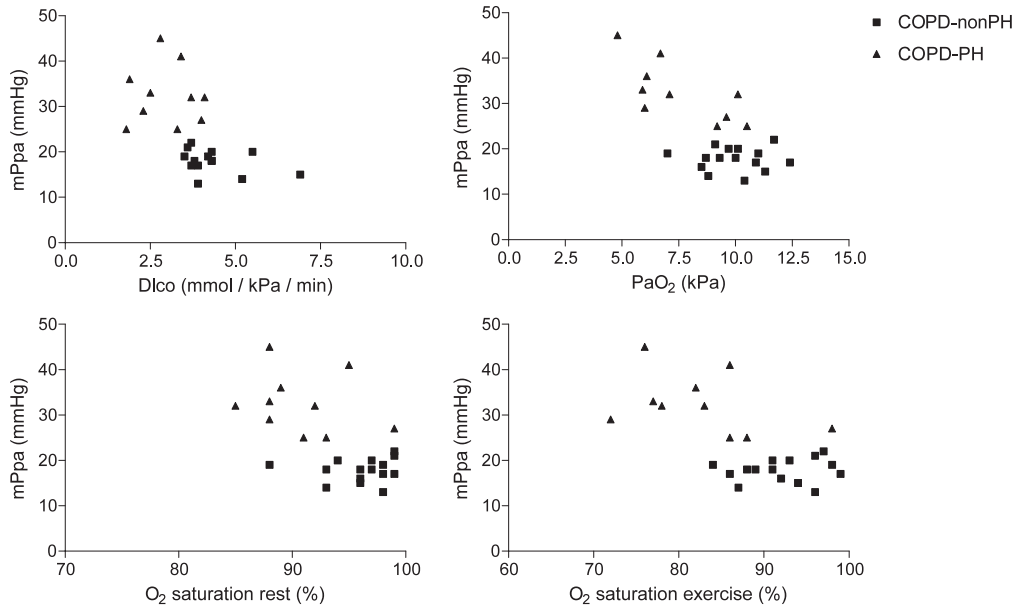 50
40
30
20
10
0
mPpa (mmHg)
0.0 2.5 5.0 7.5 10.0
Dlco (mmol / kPa / min)
50
40
30
20
10
0
mPpa (mmHg)
0.0 2.5 5.0 7.5 10.0 12.5 15.0
PaO2 (kPa)
COPD-nonPH
COPD-PH
50
40
30
20
10
0
mPpa (mmHg)
70 80 90 100
O2 saturation rest (%)
50
40
30
20
10
0
mPpa (mmHg)
60 70 80 90 100
O2 saturation exercise (%)